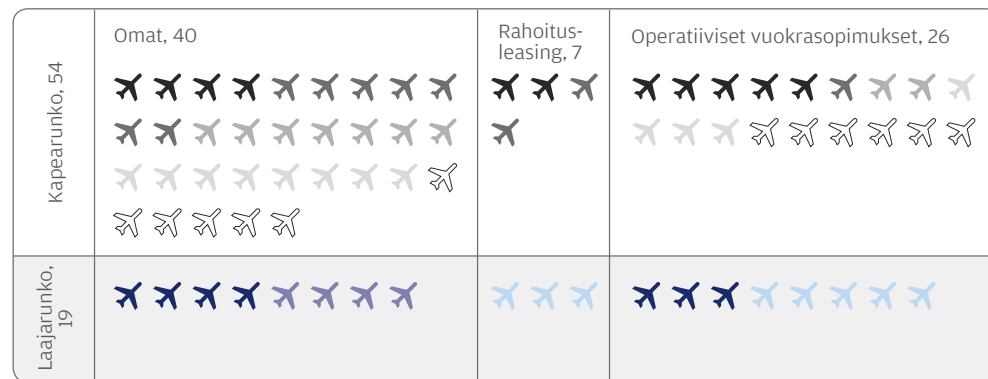 Omat, 40
Rahoitus-
leasing, 7
Operatiiviset vuokrasopimukset, 26
Kapearunko, 54
Laajarunko,
19